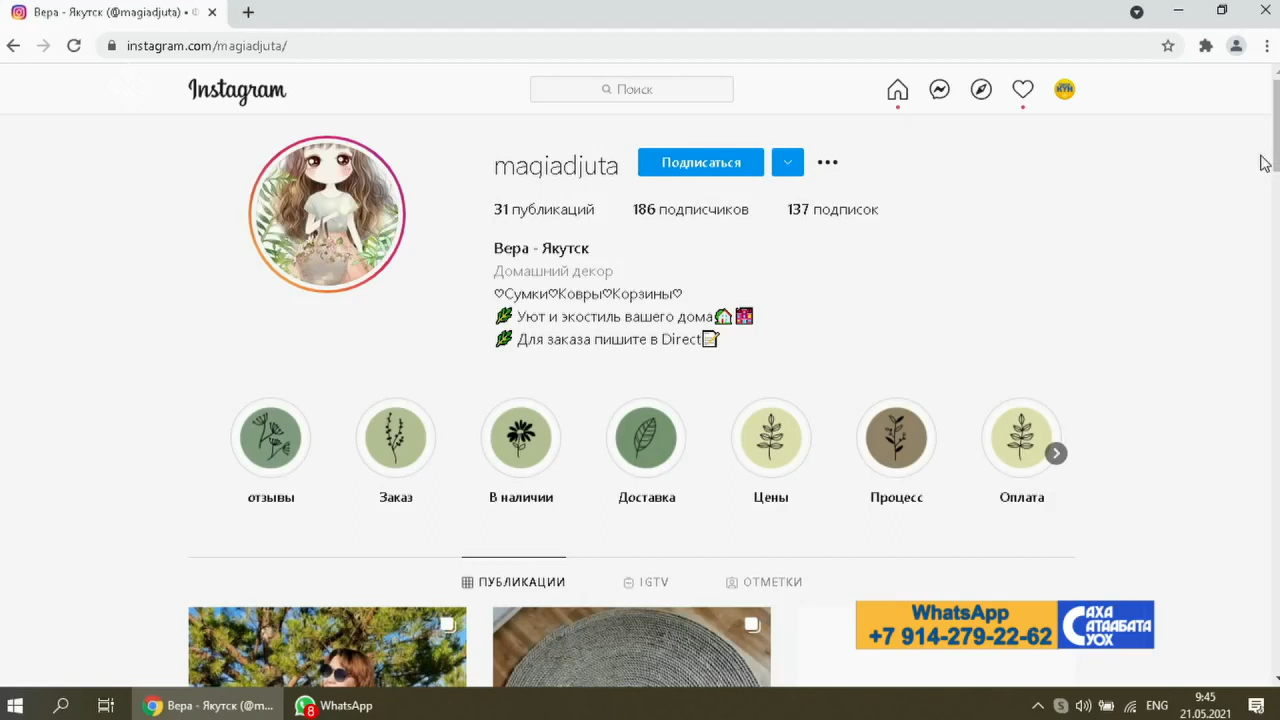 Вера - Якутск (@magiadjuta) •
instagram.com/magiadjuta/
Instagram
Поиск
magiadjuta
Подписаться
31 публикаций
186 подписчиков
137 подписок
Вера - Якутск
Домашний декор
♡Сумки♡Ковры♡Корзины♡
Уют и экостиль вашего дома
Для заказа пишите в Direct
отзывы
Заказ
В наличии
Доставка
Цены
Процесс
Оплата
ПУБЛИКАЦИИ
IGTV
ОТМЕТКИ
WhatsApp
+7 914-279-22-62
САХА
САТААБАТА
СУОХ
Вера - Якутск (@m...
8
WhatsApp
ENG
9:45
21.05.2021